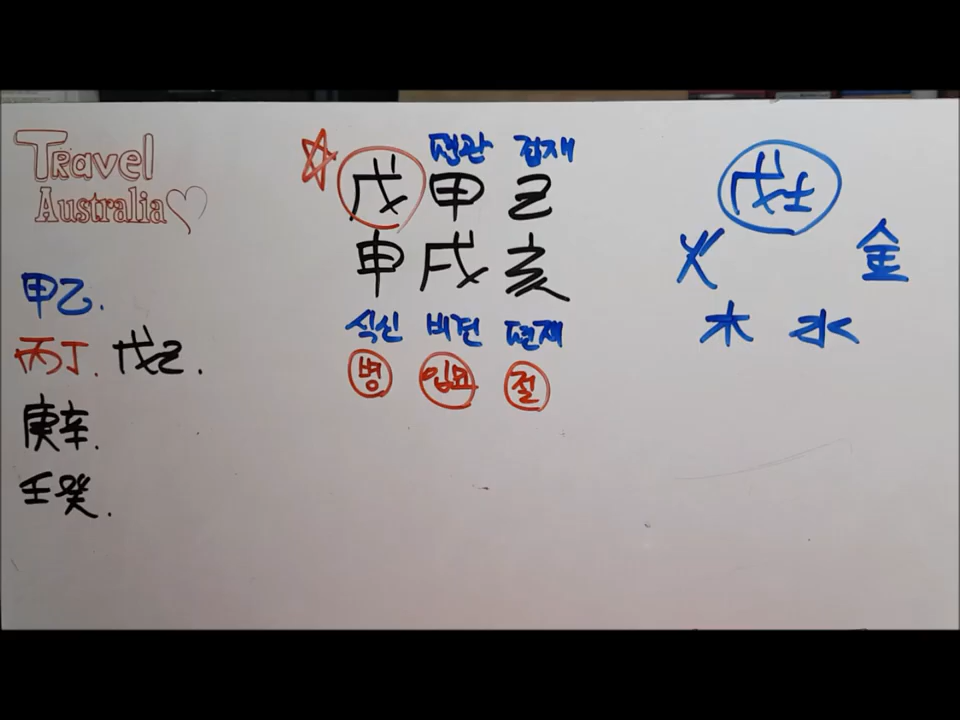 Travel
Australia
甲乙.
丙丁. 戊己.
庚辛.
壬癸.
편관 겁재
戊 甲 己
申 戌 亥
식신 비견 편재
병 입묘 절
戊土
火 金
木 水